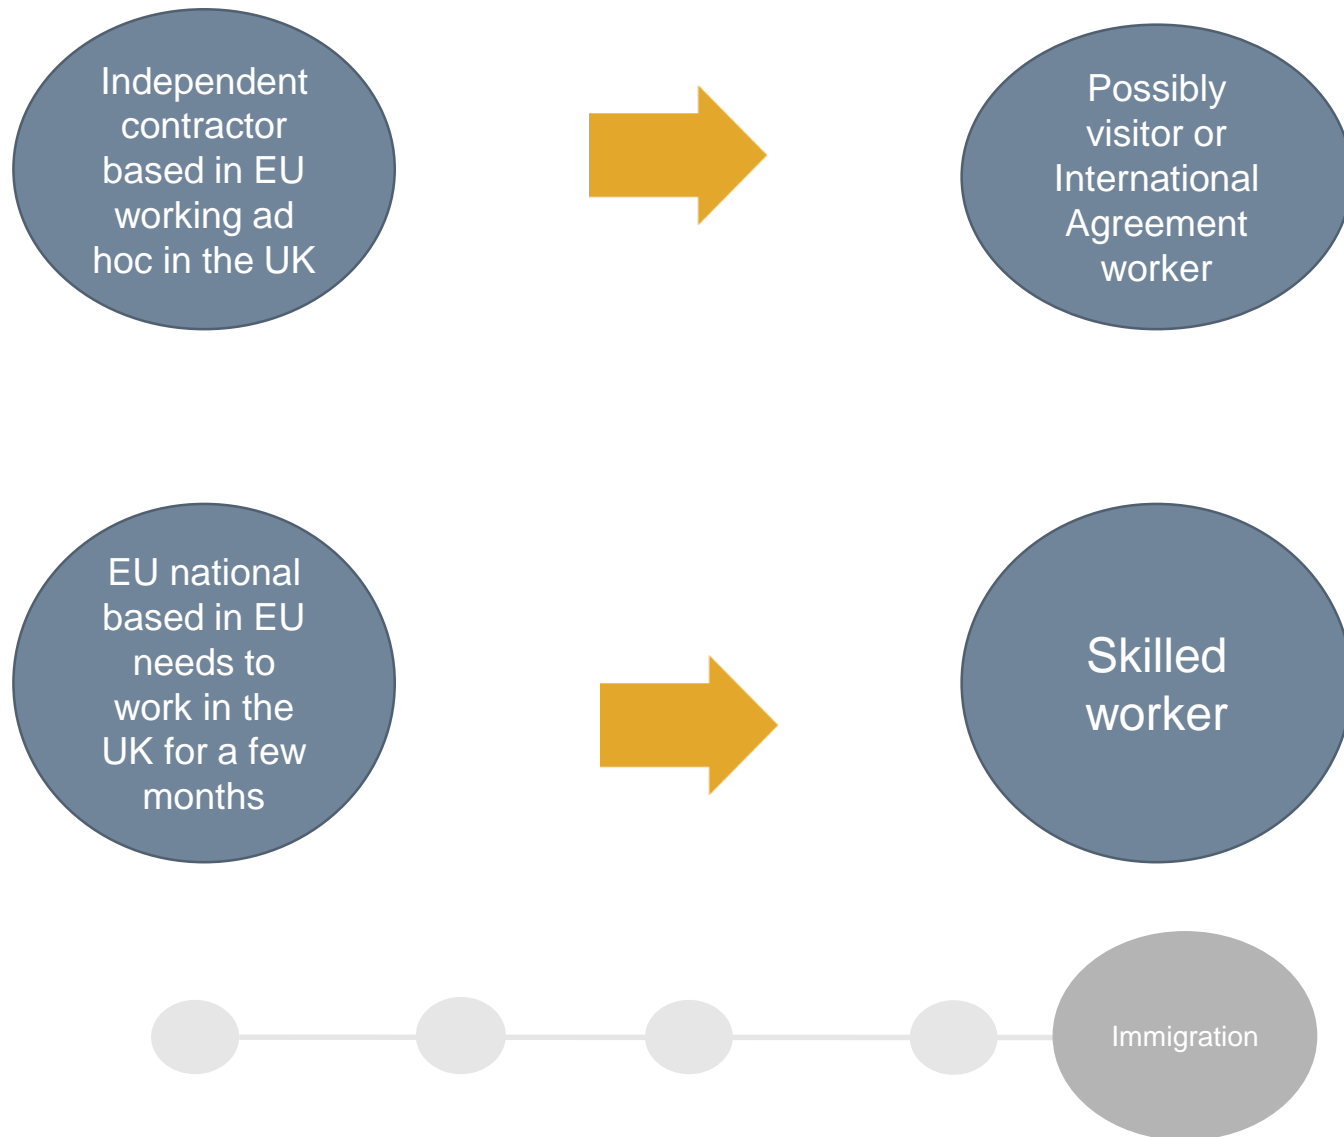 Independent
contractor
based in EU
working ad
hoc in the UK
Possibly
visitor or
International
Agreement
worker
EU national
based in EU
needs to
work in the
UK for a few
months
Skilled
worker
Immigration